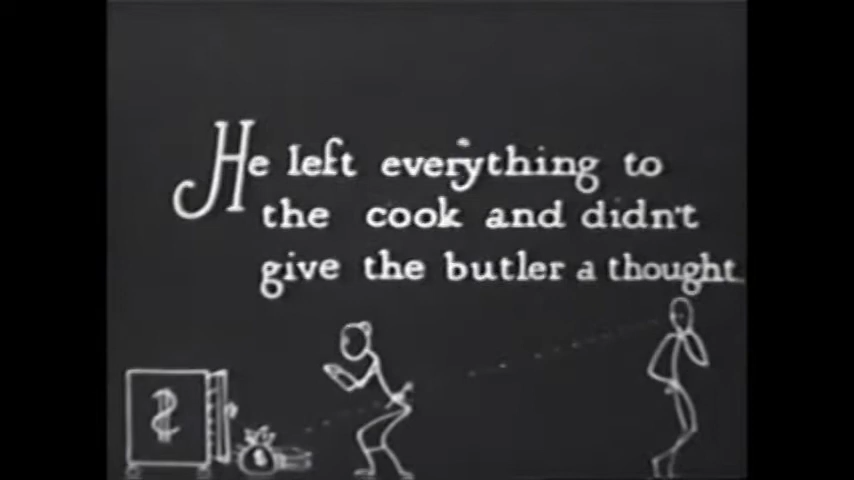 He left everything to
the cook and didn't
give the butler a thought.
$
$